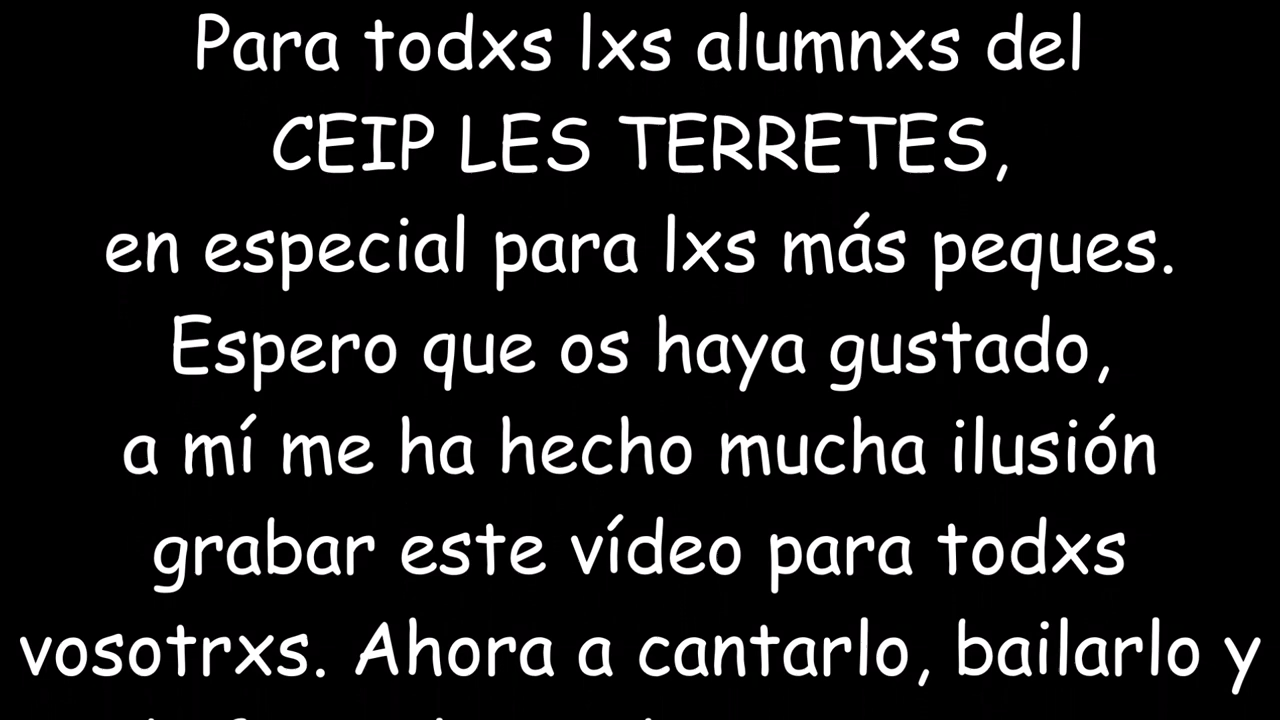 Para todxs lxs alumnxs del
CEIP LES TERRETES,
en especial para lxs más peques.
Espero que os haya gustado,
a mí me ha hecho mucha ilusión
grabar este vídeo para todxs
vosotrxs. Ahora a cantarlo, bailarlo y